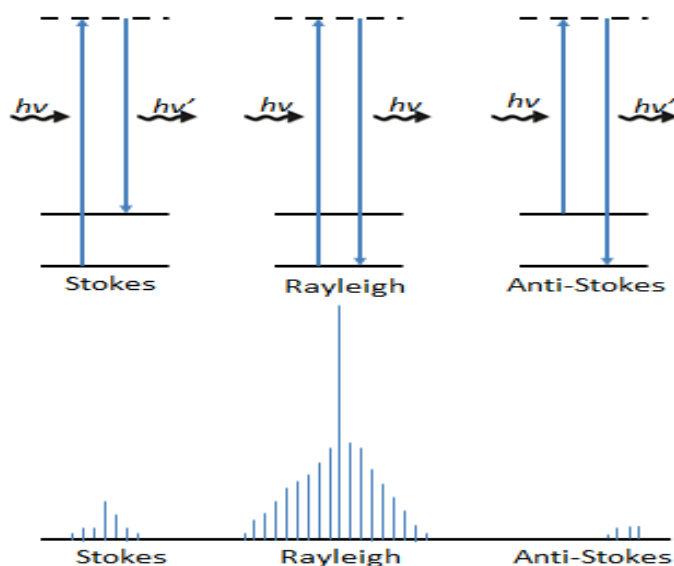 hν hν′ hν hν hν hν′
Stokes Rayleigh Anti-Stokes
Stokes Rayleigh Anti-Stokes